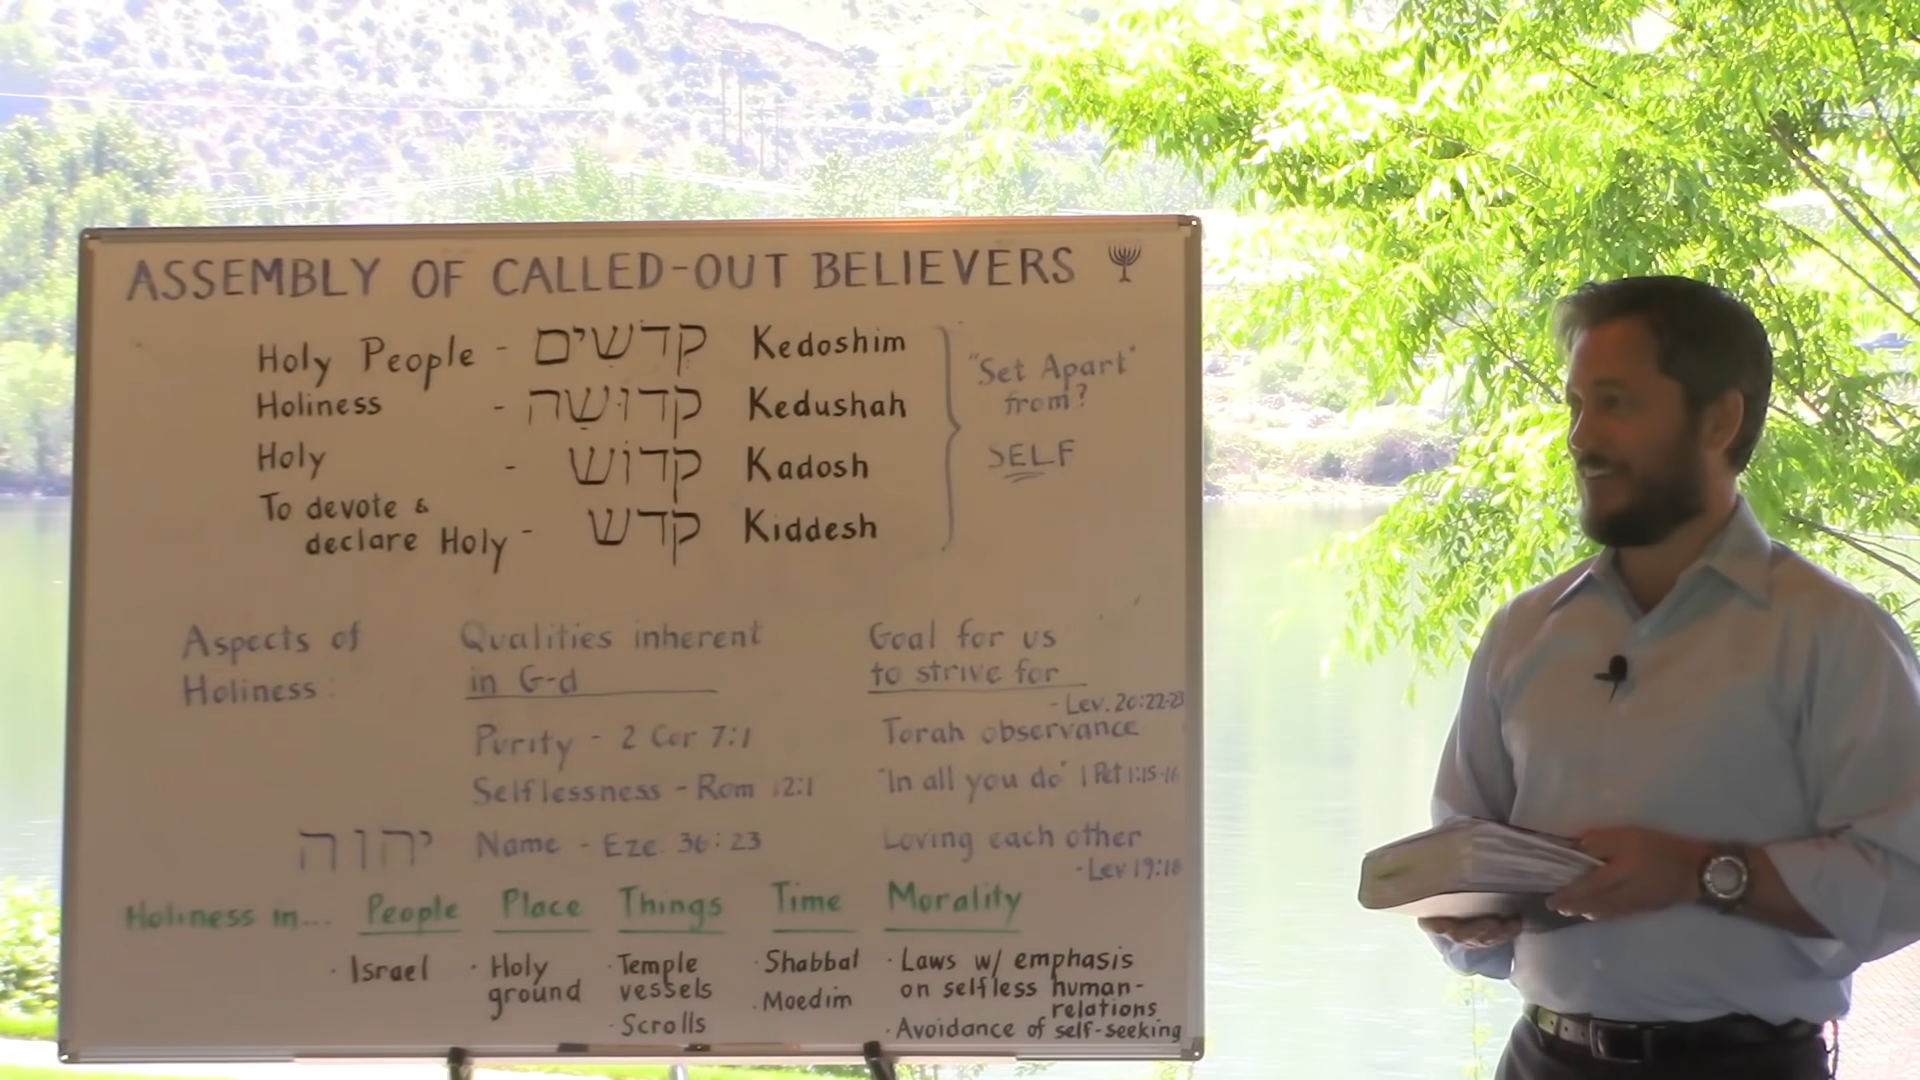 ASSEMBLY OF CALLED-OUT BELIEVERS
Holy People - קִדֹשִים Kedoshim
Holiness - קדוּשָה Kedushah
Holy - קדוֹש Kadosh
To devote &
declare Holy - קדש Kiddesh
"Set Apart"
from?
SELF
Aspects of
Holiness:
Qualities inherent
in G-d
Purity - 2 Cor 7:1
Selflessness - Rom 12:1
יהוה Name - Eze. 36:23
Goal for us
to strive for
- Lev. 20:22-23
Torah observance
"In all you do" 1 Pet 1:15-16
Loving each other
- Lev 19:18
Holiness in... People Place Things Time Morality
· Israel
· Holy
ground
· Temple
vessels
· Scrolls
· Shabbat
· Moedim
· Laws w/ emphasis
on selfless human-
relations
· Avoidance of self-seeking